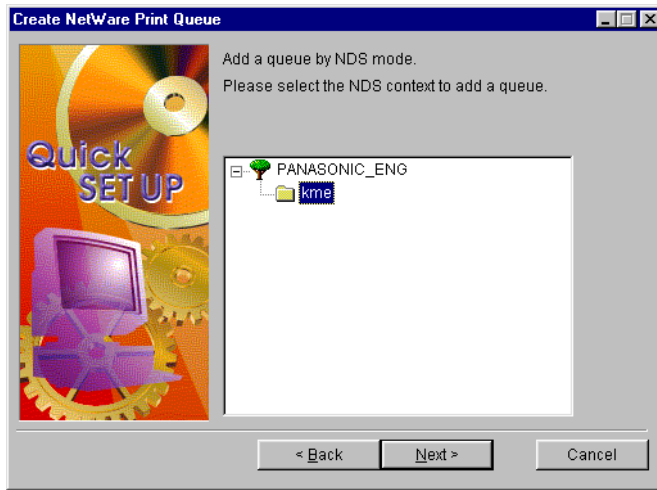 Create NetWare Print Queue
Add a queue by NDS mode.
Please select the NDS context to add a queue.
Quick
SET UP
PANASONIC_ENG
kme
< Back
Next >
Cancel